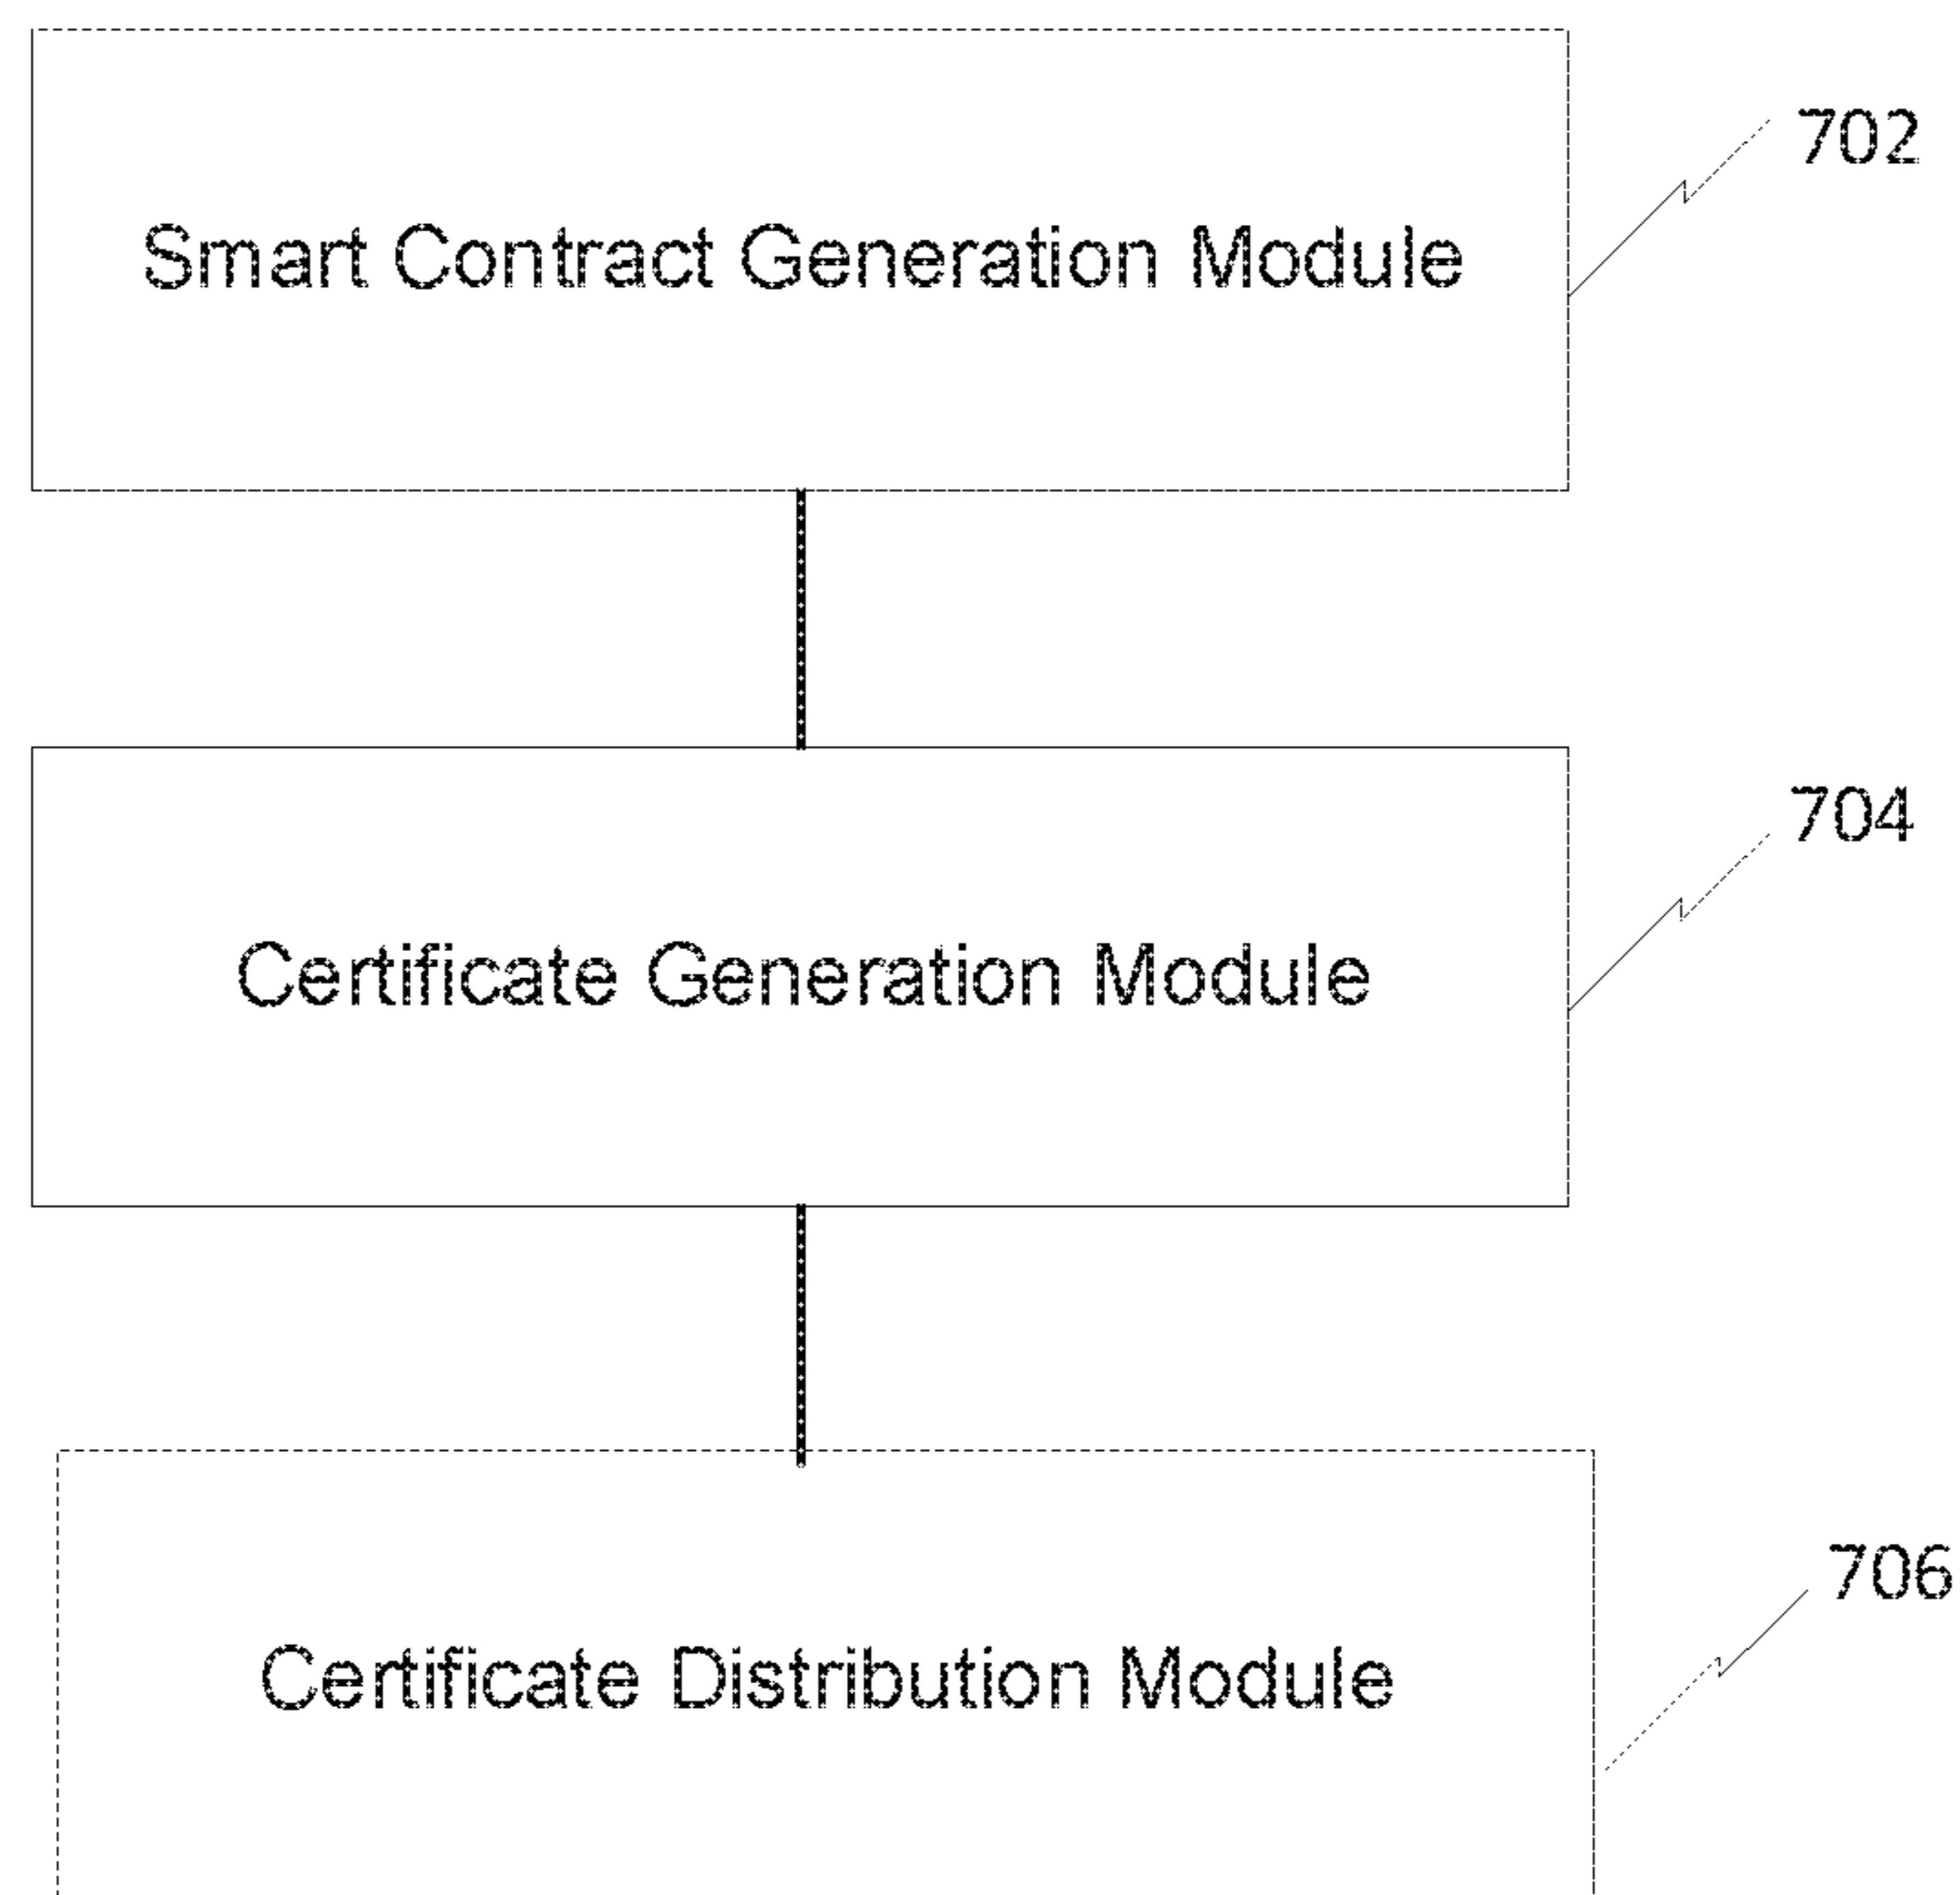 702
Smart Contract Generation Module
704
Certificate Generation Module
706
Certificate Distribution Module